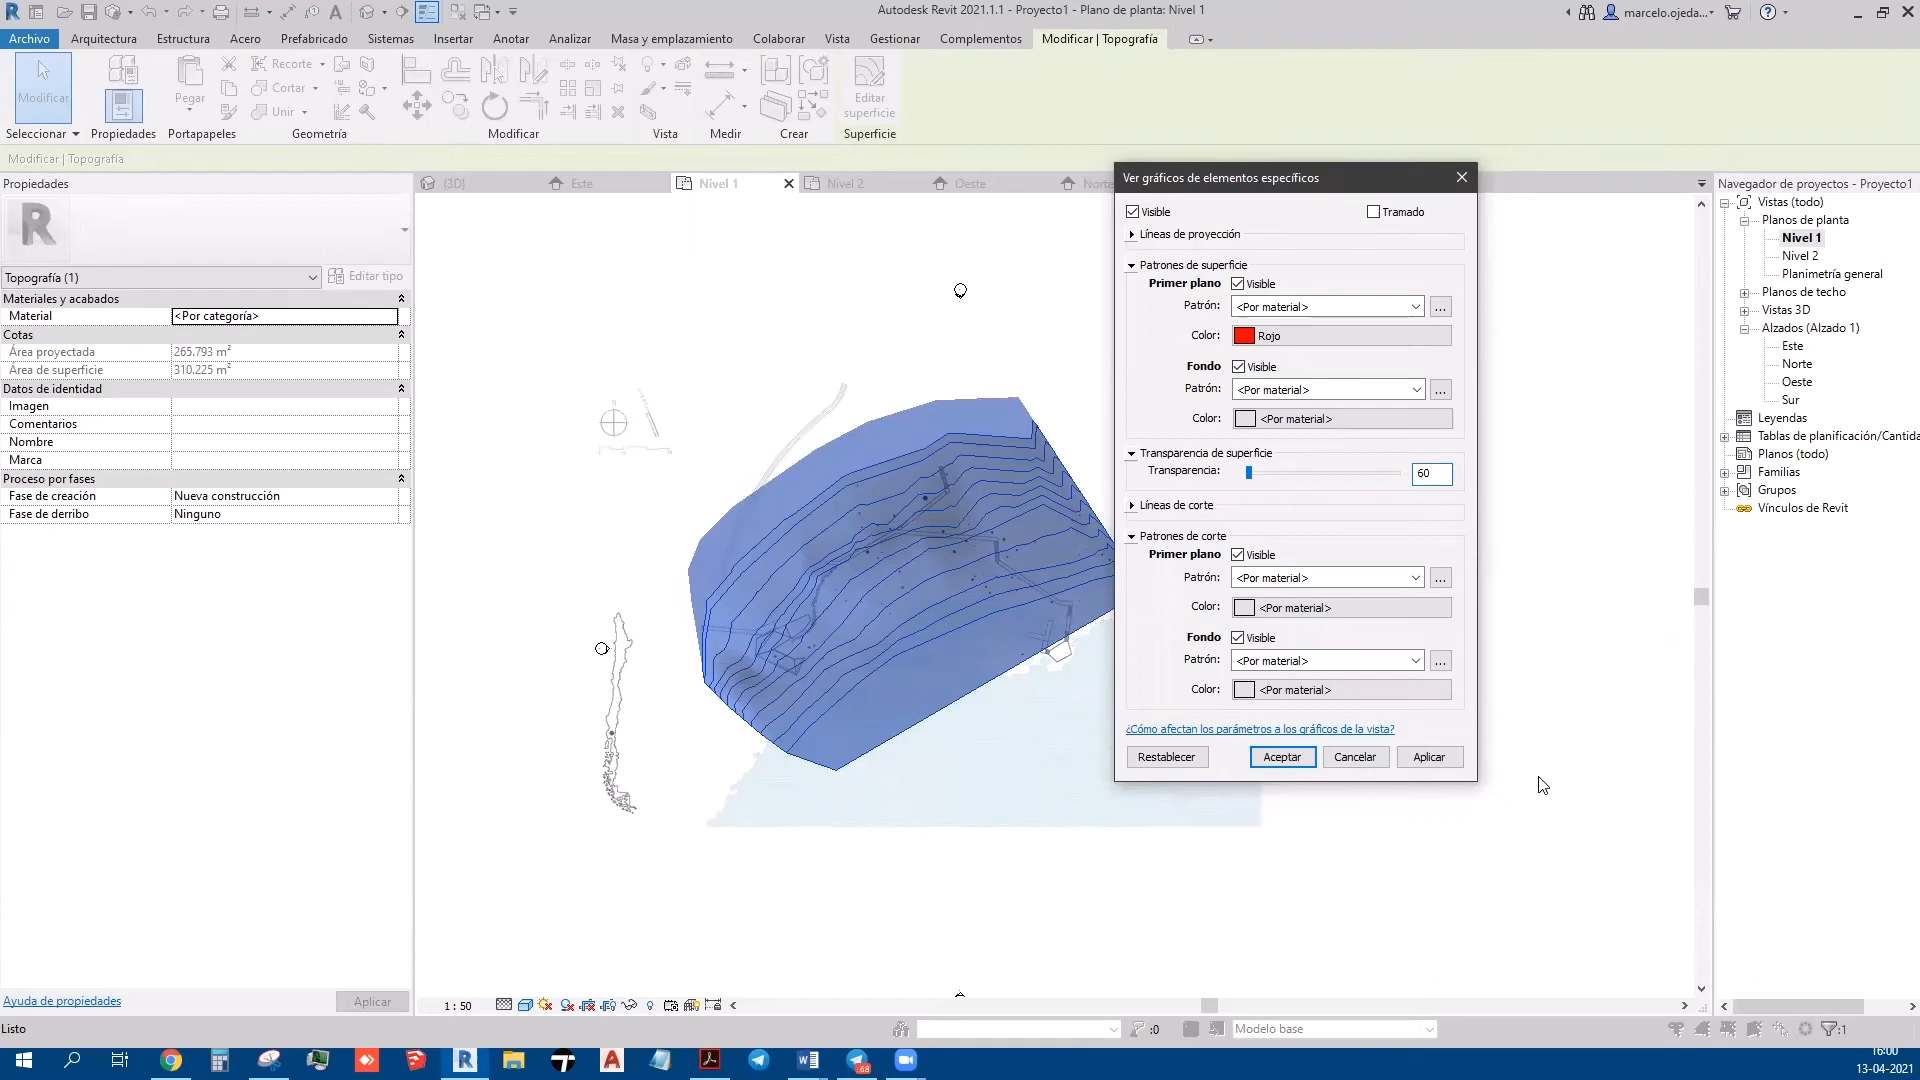 Autodesk Revit 2021.1.1 - Proyecto1 - Plano de planta: Nivel 1
marcelo.ojeda...
Archivo Arquitectura Estructura Acero Prefabricado Sistemas Insertar Anotar Analizar Masa y emplazamiento Colaborar Vista Gestionar Complementos Modificar | Topografía
Modificar
Pegar
Recorte
Cortar
Unir
Editar
superficie
Seleccionar Propiedades Portapapeles Geometría Modificar Vista Medir Crear Superficie
Modificar | Topografía
Propiedades
Topografía (1) Editar tipo
Materiales y acabados
Material <Por categoría>
Cotas
Área proyectada 265.793 m²
Área de superficie 310.225 m²
Datos de identidad
Imagen
Comentarios
Nombre
Marca
Proceso por fases
Fase de creación Nueva construcción
Fase de derribo Ninguno
Ayuda de propiedades Aplicar
(3D) Este Nivel 1 Nivel 2 Oeste Norte
N
1 : 50
Ver gráficos de elementos específicos
Visible Tramado
Líneas de proyección
Patrones de superficie
Primer plano Visible
Patrón: <Por material> ...
Color: Rojo
Fondo Visible
Patrón: <Por material> ...
Color: <Por material>
Transparencia de superficie
Transparencia: 60
Líneas de corte
Patrones de corte
Primer plano Visible
Patrón: <Por material> ...
Color: <Por material>
Fondo Visible
Patrón: <Por material> ...
Color: <Por material>
¿Cómo afectan los parámetros a los gráficos de la vista?
Restablecer Aceptar Cancelar Aplicar
Navegador de proyectos - Proyecto1
Vistas (todo)
Planos de planta
Nivel 1
Nivel 2
Planimetría general
Planos de techo
Vistas 3D
Alzados (Alzado 1)
Este
Norte
Oeste
Sur
Leyendas
Tablas de planificación/Cantida
Planos (todo)
Familias
Grupos
Vínculos de Revit
Listo :0 Modelo base :1
68
16:00
13-04-2021